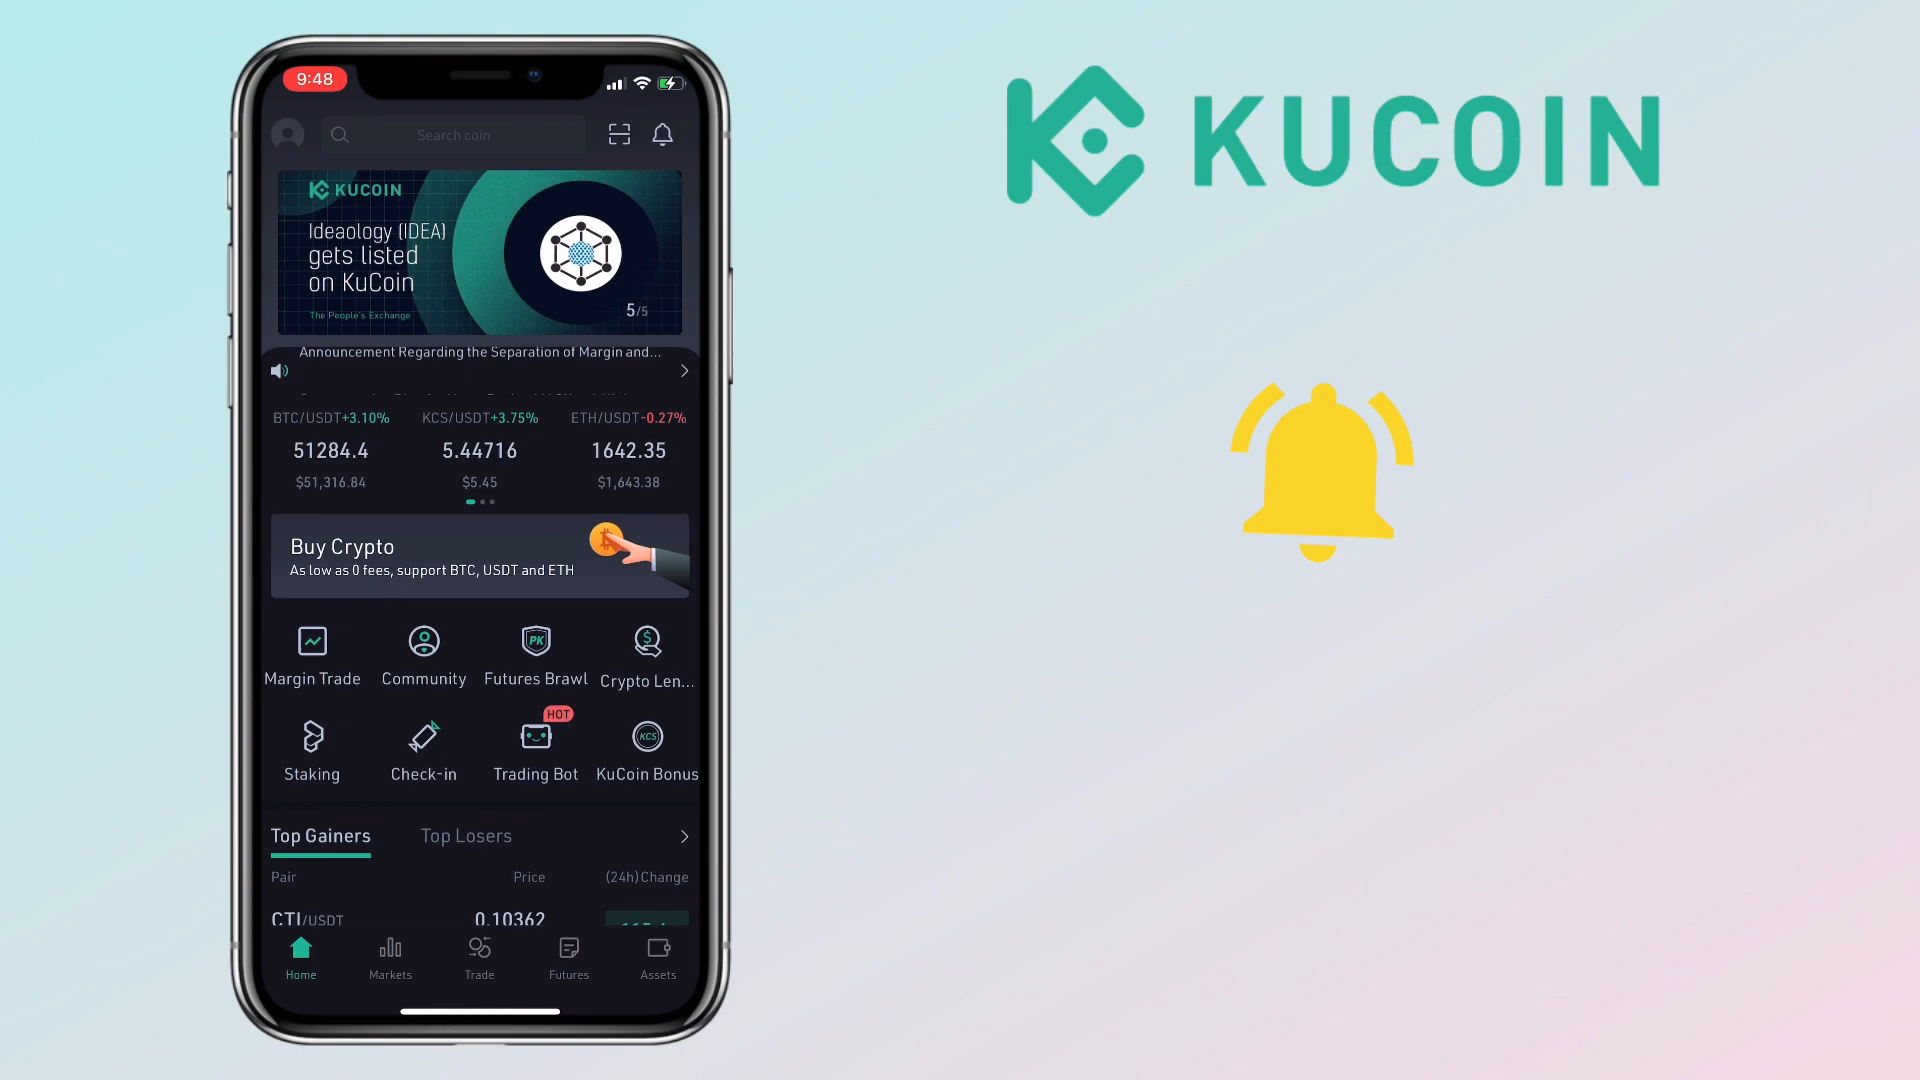 9:48
Search coin
KUCOIN
Ideaology (IDEA)
gets listed
on KuCoin
The People's Exchange
5/5
Announcement Regarding the Separation of Margin and...
BTC/USDT+3.10% KCS/USDT+3.75% ETH/USDT-0.27%
51284.4 5.44716 1642.35
$51,316.84 $5.45 $1,643.38
Buy Crypto
As low as 0 fees, support BTC, USDT and ETH
PK
$
Margin Trade Community Futures Brawl Crypto Len...
HOT
KCS
Staking Check-in Trading Bot KuCoin Bonus
Top Gainers Top Losers
Pair Price (24h)Change
CTI/USDT 0.10362
Home Markets Trade Futures Assets
KUCOIN